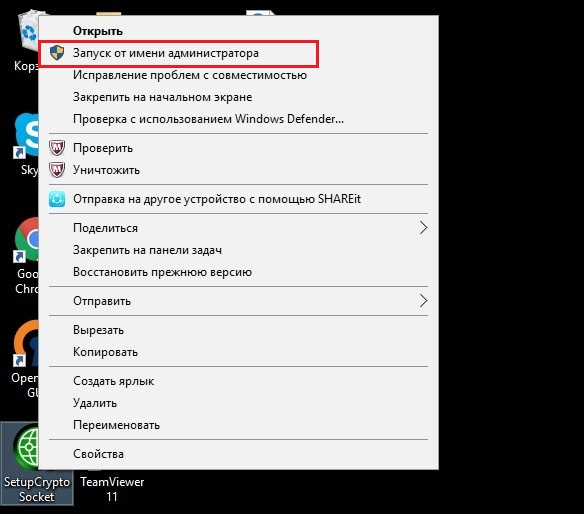 Открыть
Запуск от имени администратора
Исправление проблем с совместимостью
Закрепить на начальном экране
Проверка с использованием Windows Defender...
Проверить
Уничтожить
Отправка на другое устройство с помощью SHAREit
Поделиться
Закрепить на панели задач
Восстановить прежнюю версию
Отправить
Вырезать
Копировать
Создать ярлык
Удалить
Переименовать
Свойства
Корз
Sky
Goo
Chro
Open
GU
SetupCrypto
Socket
TeamViewer
11